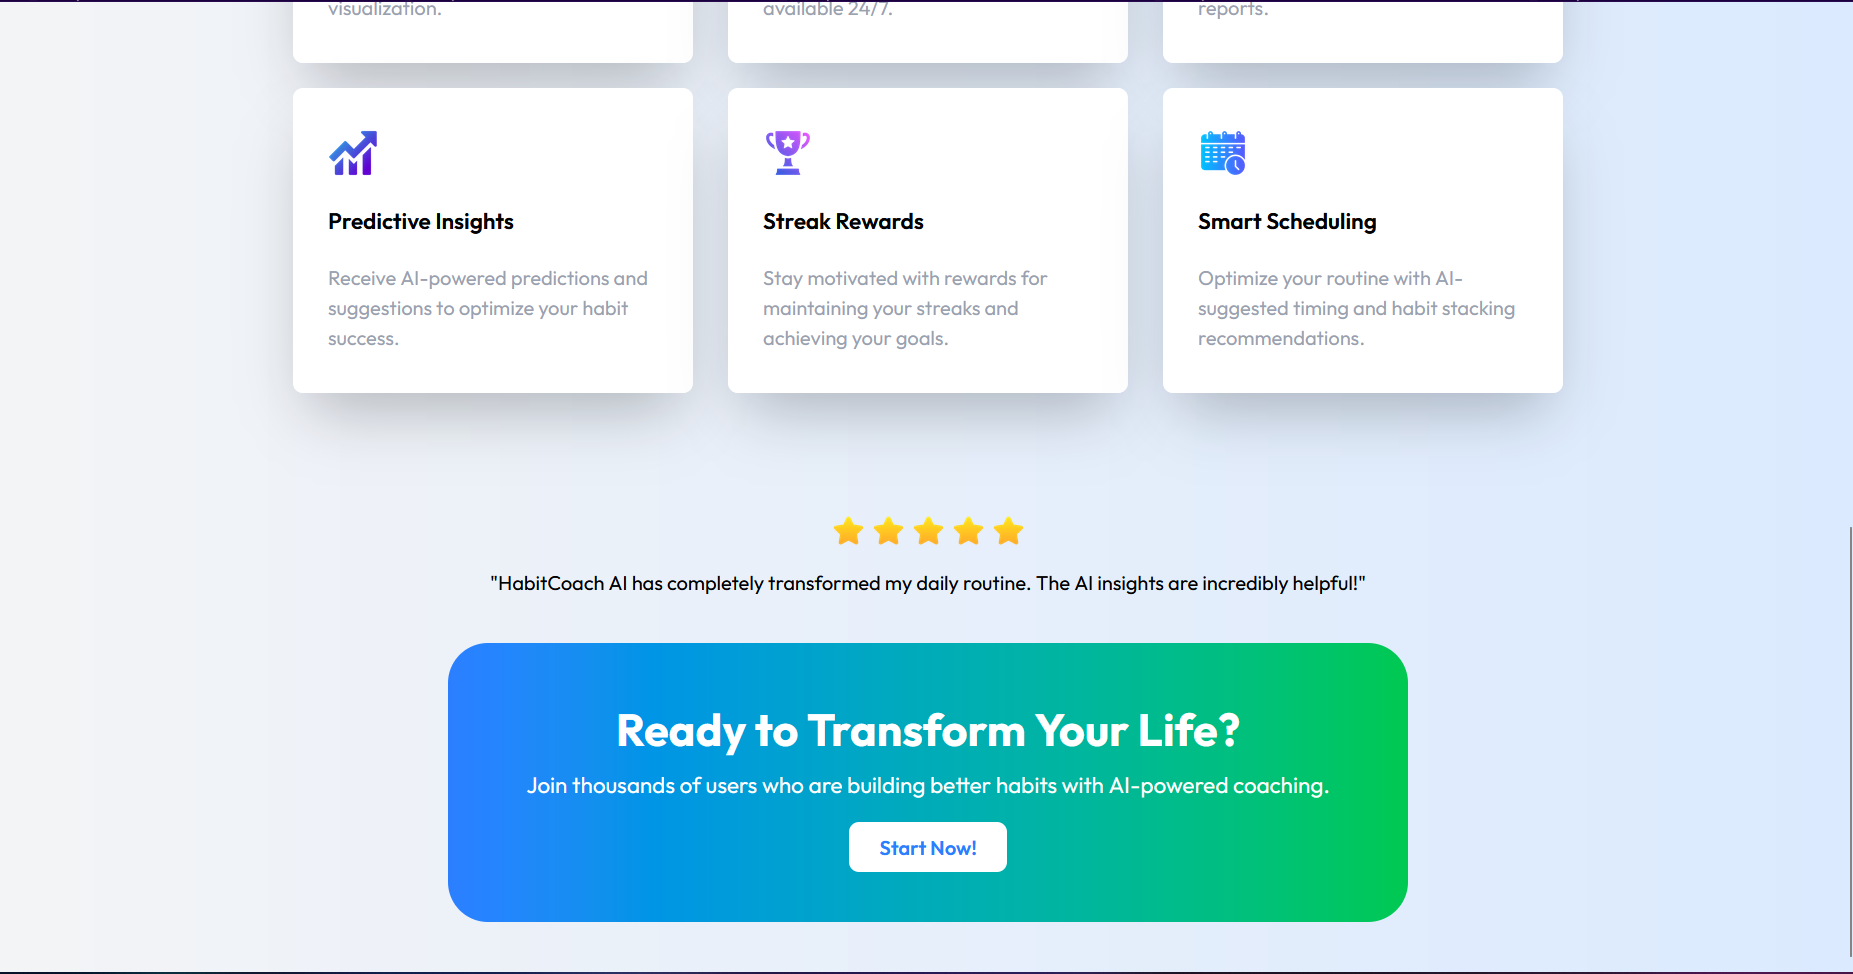 visualization.
available 24/7.
reports.
Predictive Insights
Receive AI-powered predictions and
suggestions to optimize your habit
success.
Streak Rewards
Stay motivated with rewards for
maintaining your streaks and
achieving your goals.
Smart Scheduling
Optimize your routine with AI-
suggested timing and habit stacking
recommendations.
"HabitCoach AI has completely transformed my daily routine. The AI insights are incredibly helpful!"
Ready to Transform Your Life?
Join thousands of users who are building better habits with AI-powered coaching.
Start Now!